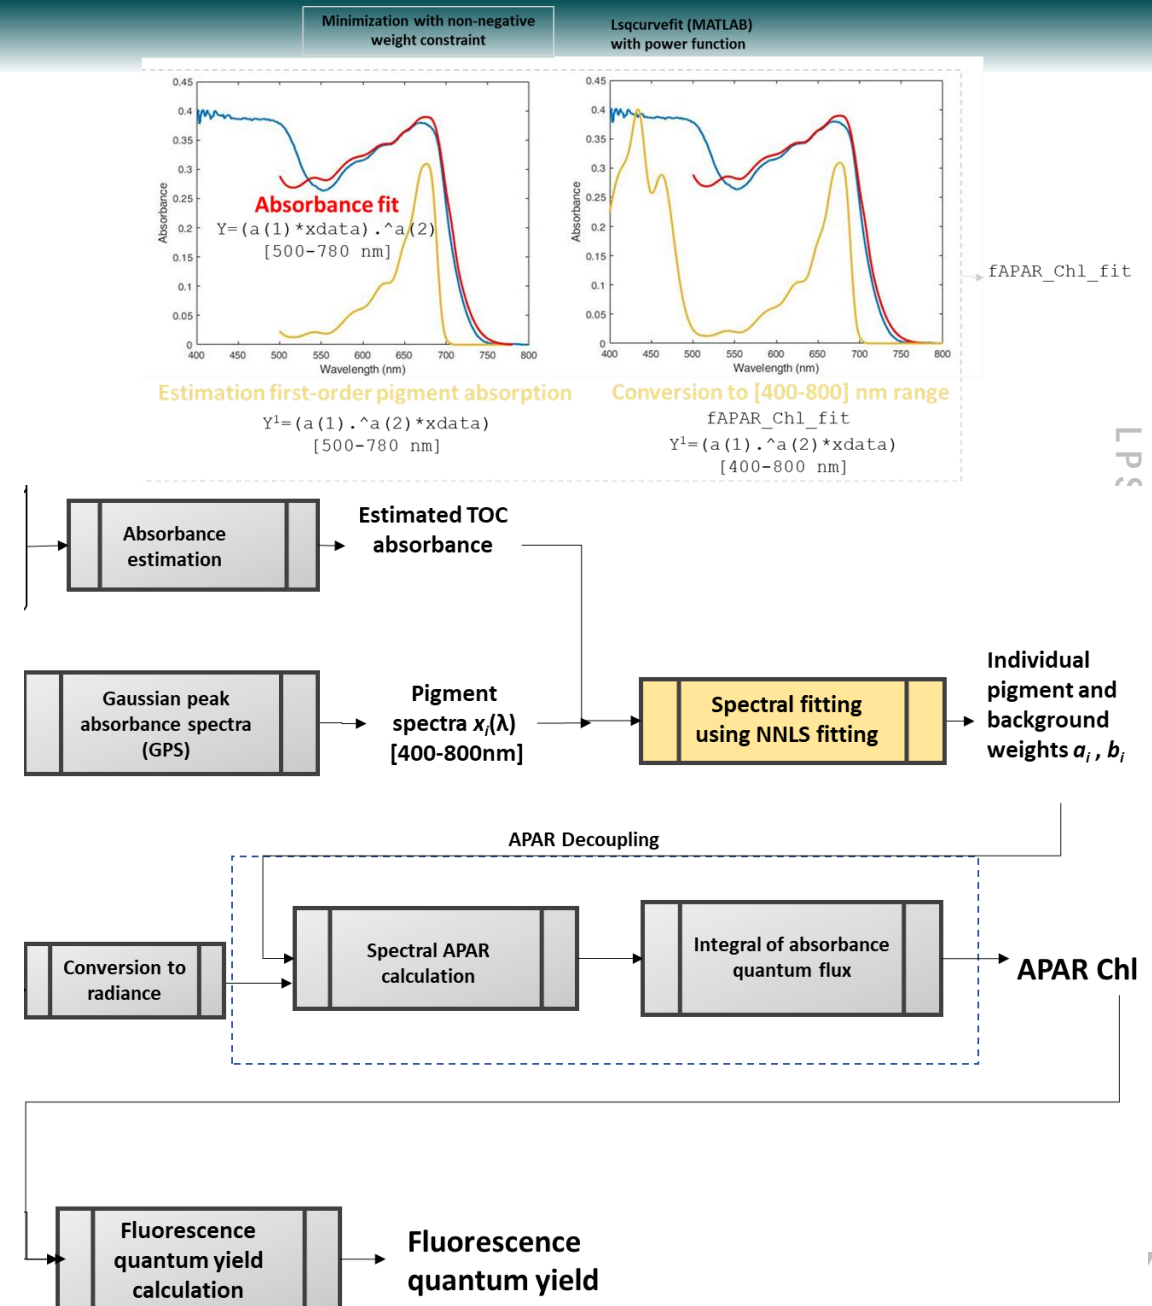 Minimization with non-negative
weight constraint
Lsqcurvefit (MATLAB)
with power function
0.45
0.4
0.35
0.3
0.25
0.2
0.15
0.1
0.05
0
Absorbance
400 450 500 550 600 650 700 750 800
Wavelength (nm)
Absorbance fit
Y=(a(1)*xdata).^a(2)
[500-780 nm]
0.45
0.4
0.35
0.3
0.25
0.2
0.15
0.1
0.05
0
Absorbance
400 450 500 550 600 650 700 750 800
Wavelength (nm)
fAPAR_Chl_fit
Estimation first-order pigment absorption
Y¹=(a(1).^a(2)*xdata)
[500-780 nm]
Conversion to [400-800] nm range
fAPAR_Chl_fit
Y¹=(a(1).^a(2)*xdata)
[400-800 nm]
LPS
Absorbance
estimation
Estimated TOC
absorbance
Gaussian peak
absorbance spectra
(GPS)
Pigment
spectra xᵢ(λ)
[400-800nm]
Spectral fitting
using NNLS fitting
Individual
pigment and
background
weights aᵢ , bᵢ
APAR Decoupling
Conversion to
radiance
Spectral APAR
calculation
Integral of absorbance
quantum flux
APAR Chl
Fluorescence
quantum yield
calculation
Fluorescence
quantum yield